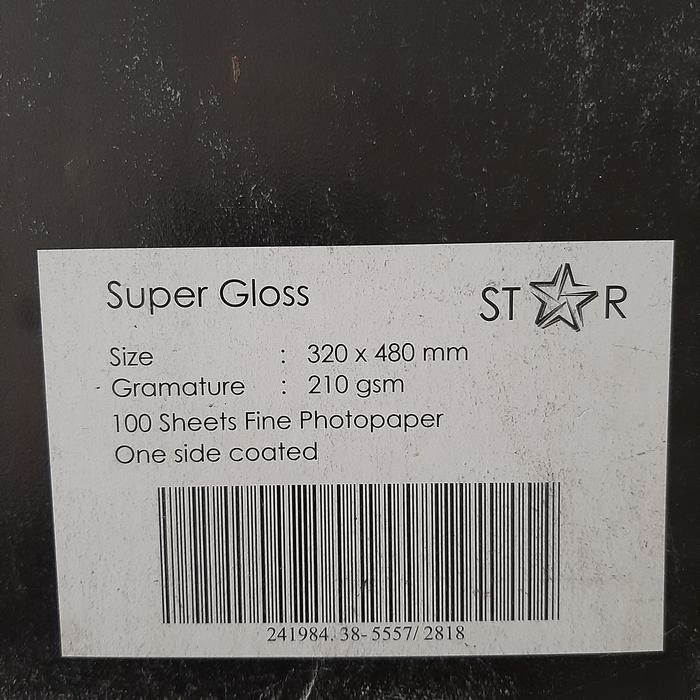 Super Gloss
ST R
Size : 320 x 480 mm
Gramature : 210 gsm
100 Sheets Fine Photopaper
One side coated
241984. 38- 5557/ 2818